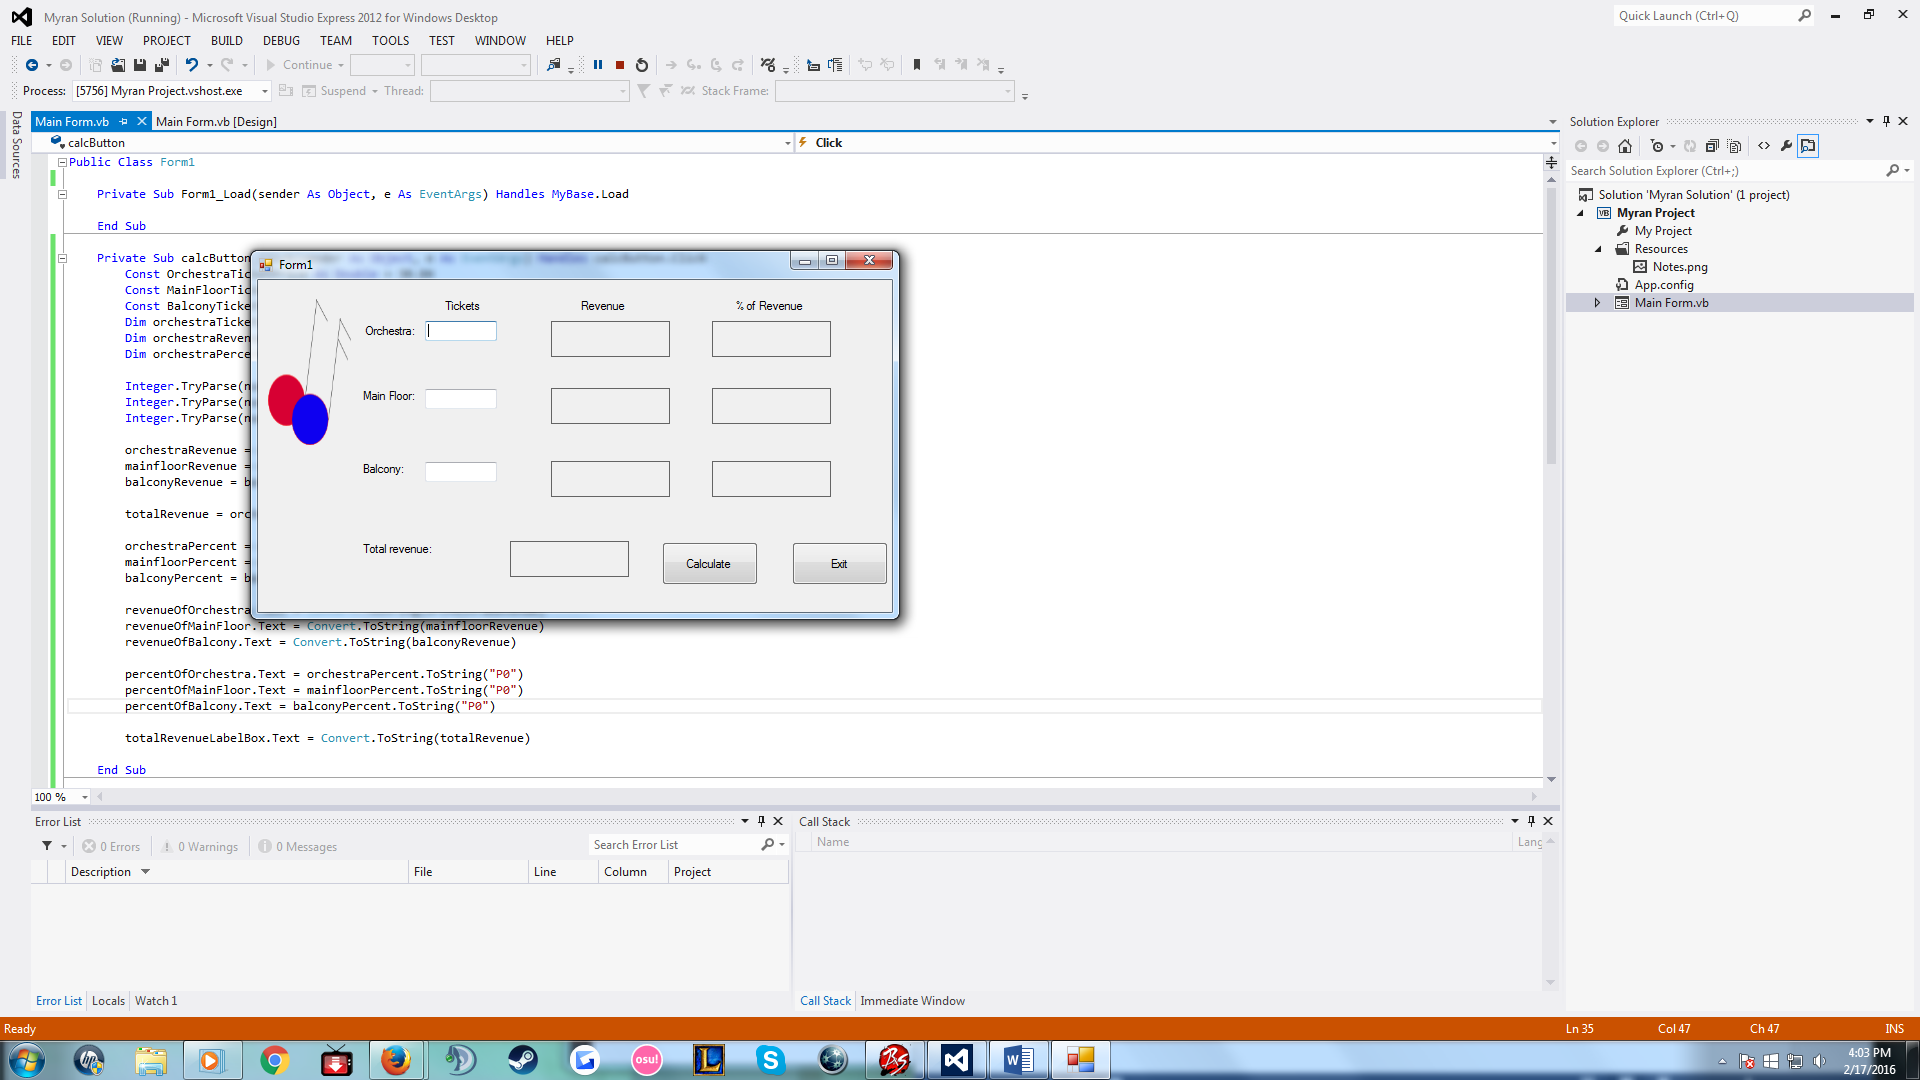 Myran Solution (Running) - Microsoft Visual Studio Express 2012 for Windows Desktop
Quick Launch (Ctrl+Q)
FILE EDIT VIEW PROJECT BUILD DEBUG TEAM TOOLS TEST WINDOW HELP
Continue
Process: [5756] Myran Project.vshost.exe Suspend Thread: Stack Frame:
Data Sources
Main Form.vb Main Form.vb [Design]
calcButton Click
Public Class Form1
Private Sub Form1_Load(sender As Object, e As EventArgs) Handles MyBase.Load
End Sub
Private Sub calcButton
Const OrchestraTic
Const MainFloorTic
Const BalconyTicke
Dim orchestraTicke
Dim orchestraReven
Dim orchestraPerce
Integer.TryParse(n
Integer.TryParse(n
Integer.TryParse(n
orchestraRevenue =
mainfloorRevenue =
balconyRevenue = b
totalRevenue = orc
orchestraPercent =
mainfloorPercent =
balconyPercent = b
revenueOfOrchestra
revenueOfMainFloor.Text = Convert.ToString(mainfloorRevenue)
revenueOfBalcony.Text = Convert.ToString(balconyRevenue)
percentOfOrchestra.Text = orchestraPercent.ToString("P0")
percentOfMainFloor.Text = mainfloorPercent.ToString("P0")
percentOfBalcony.Text = balconyPercent.ToString("P0")
totalRevenueLabelBox.Text = Convert.ToString(totalRevenue)
End Sub
100 %
Form1
Tickets Revenue % of Revenue
Orchestra:
Main Floor:
Balcony:
Total revenue:
Calculate Exit
Solution Explorer
Search Solution Explorer (Ctrl+;)
Solution 'Myran Solution' (1 project)
VB Myran Project
My Project
Resources
Notes.png
App.config
Main Form.vb
Error List
0 Errors 0 Warnings 0 Messages
Search Error List
Description File Line Column Project
Error List Locals Watch 1
Call Stack
Name Lang
Call Stack Immediate Window
Ready
Ln 35 Col 47 Ch 47 INS
hp
osu!
L
S
BS
W
4:03 PM
2/17/2016